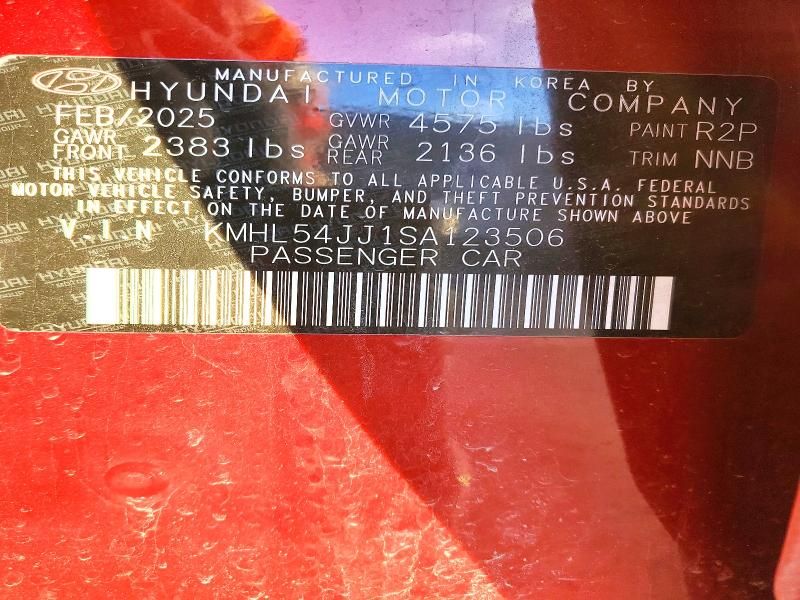 MANUFACTURED IN KOREA BY
HYUNDAI MOTOR COMPANY
FEB/2025 GVWR 4575 lbs PAINT R2P
GAWR FRONT 2383 lbs GAWR REAR 2136 lbs TRIM NNB
THIS VEHICLE CONFORMS TO ALL APPLICABLE U.S.A. FEDERAL
MOTOR VEHICLE SAFETY, BUMPER, AND THEFT PREVENTION STANDARDS
IN EFFECT ON THE DATE OF MANUFACTURE SHOWN ABOVE
V.I.N KMHL54JJ1SA123506
PASSENGER CAR